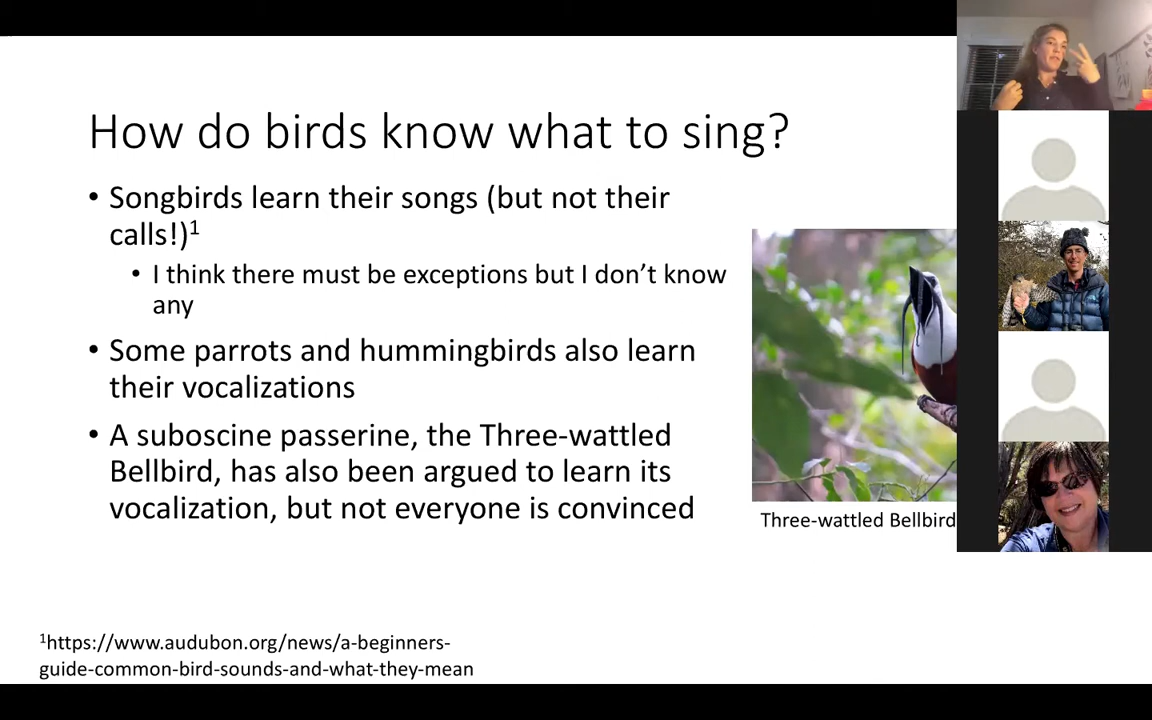 How do birds know what to sing?
• Songbirds learn their songs (but not their
calls!)¹
• I think there must be exceptions but I don’t know
any
• Some parrots and hummingbirds also learn
their vocalizations
• A suboscine passerine, the Three-wattled
Bellbird, has also been argued to learn its
vocalization, but not everyone is convinced
Three-wattled Bellbird
¹https://www.audubon.org/news/a-beginners-
guide-common-bird-sounds-and-what-they-mean